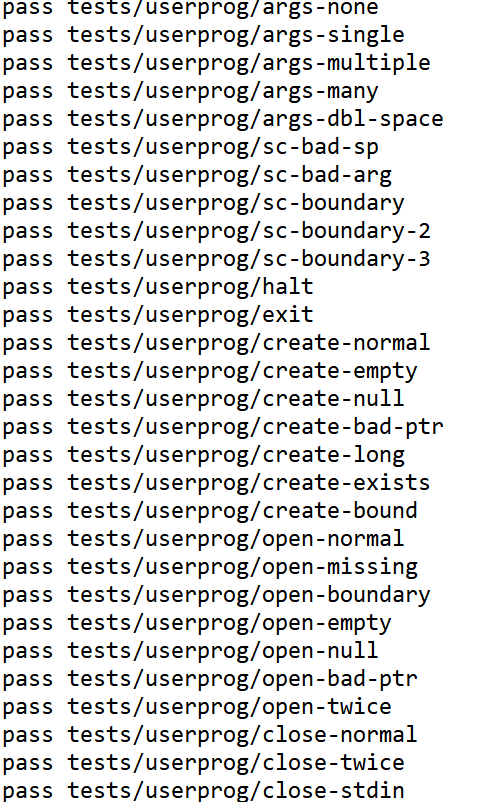 pass tests/userprog/args-none
pass tests/userprog/args-single
pass tests/userprog/args-multiple
pass tests/userprog/args-many
pass tests/userprog/args-dbl-space
pass tests/userprog/sc-bad-sp
pass tests/userprog/sc-bad-arg
pass tests/userprog/sc-boundary
pass tests/userprog/sc-boundary-2
pass tests/userprog/sc-boundary-3
pass tests/userprog/halt
pass tests/userprog/exit
pass tests/userprog/create-normal
pass tests/userprog/create-empty
pass tests/userprog/create-null
pass tests/userprog/create-bad-ptr
pass tests/userprog/create-long
pass tests/userprog/create-exists
pass tests/userprog/create-bound
pass tests/userprog/open-normal
pass tests/userprog/open-missing
pass tests/userprog/open-boundary
pass tests/userprog/open-empty
pass tests/userprog/open-null
pass tests/userprog/open-bad-ptr
pass tests/userprog/open-twice
pass tests/userprog/close-normal
pass tests/userprog/close-twice
pass tests/userprog/close-stdin